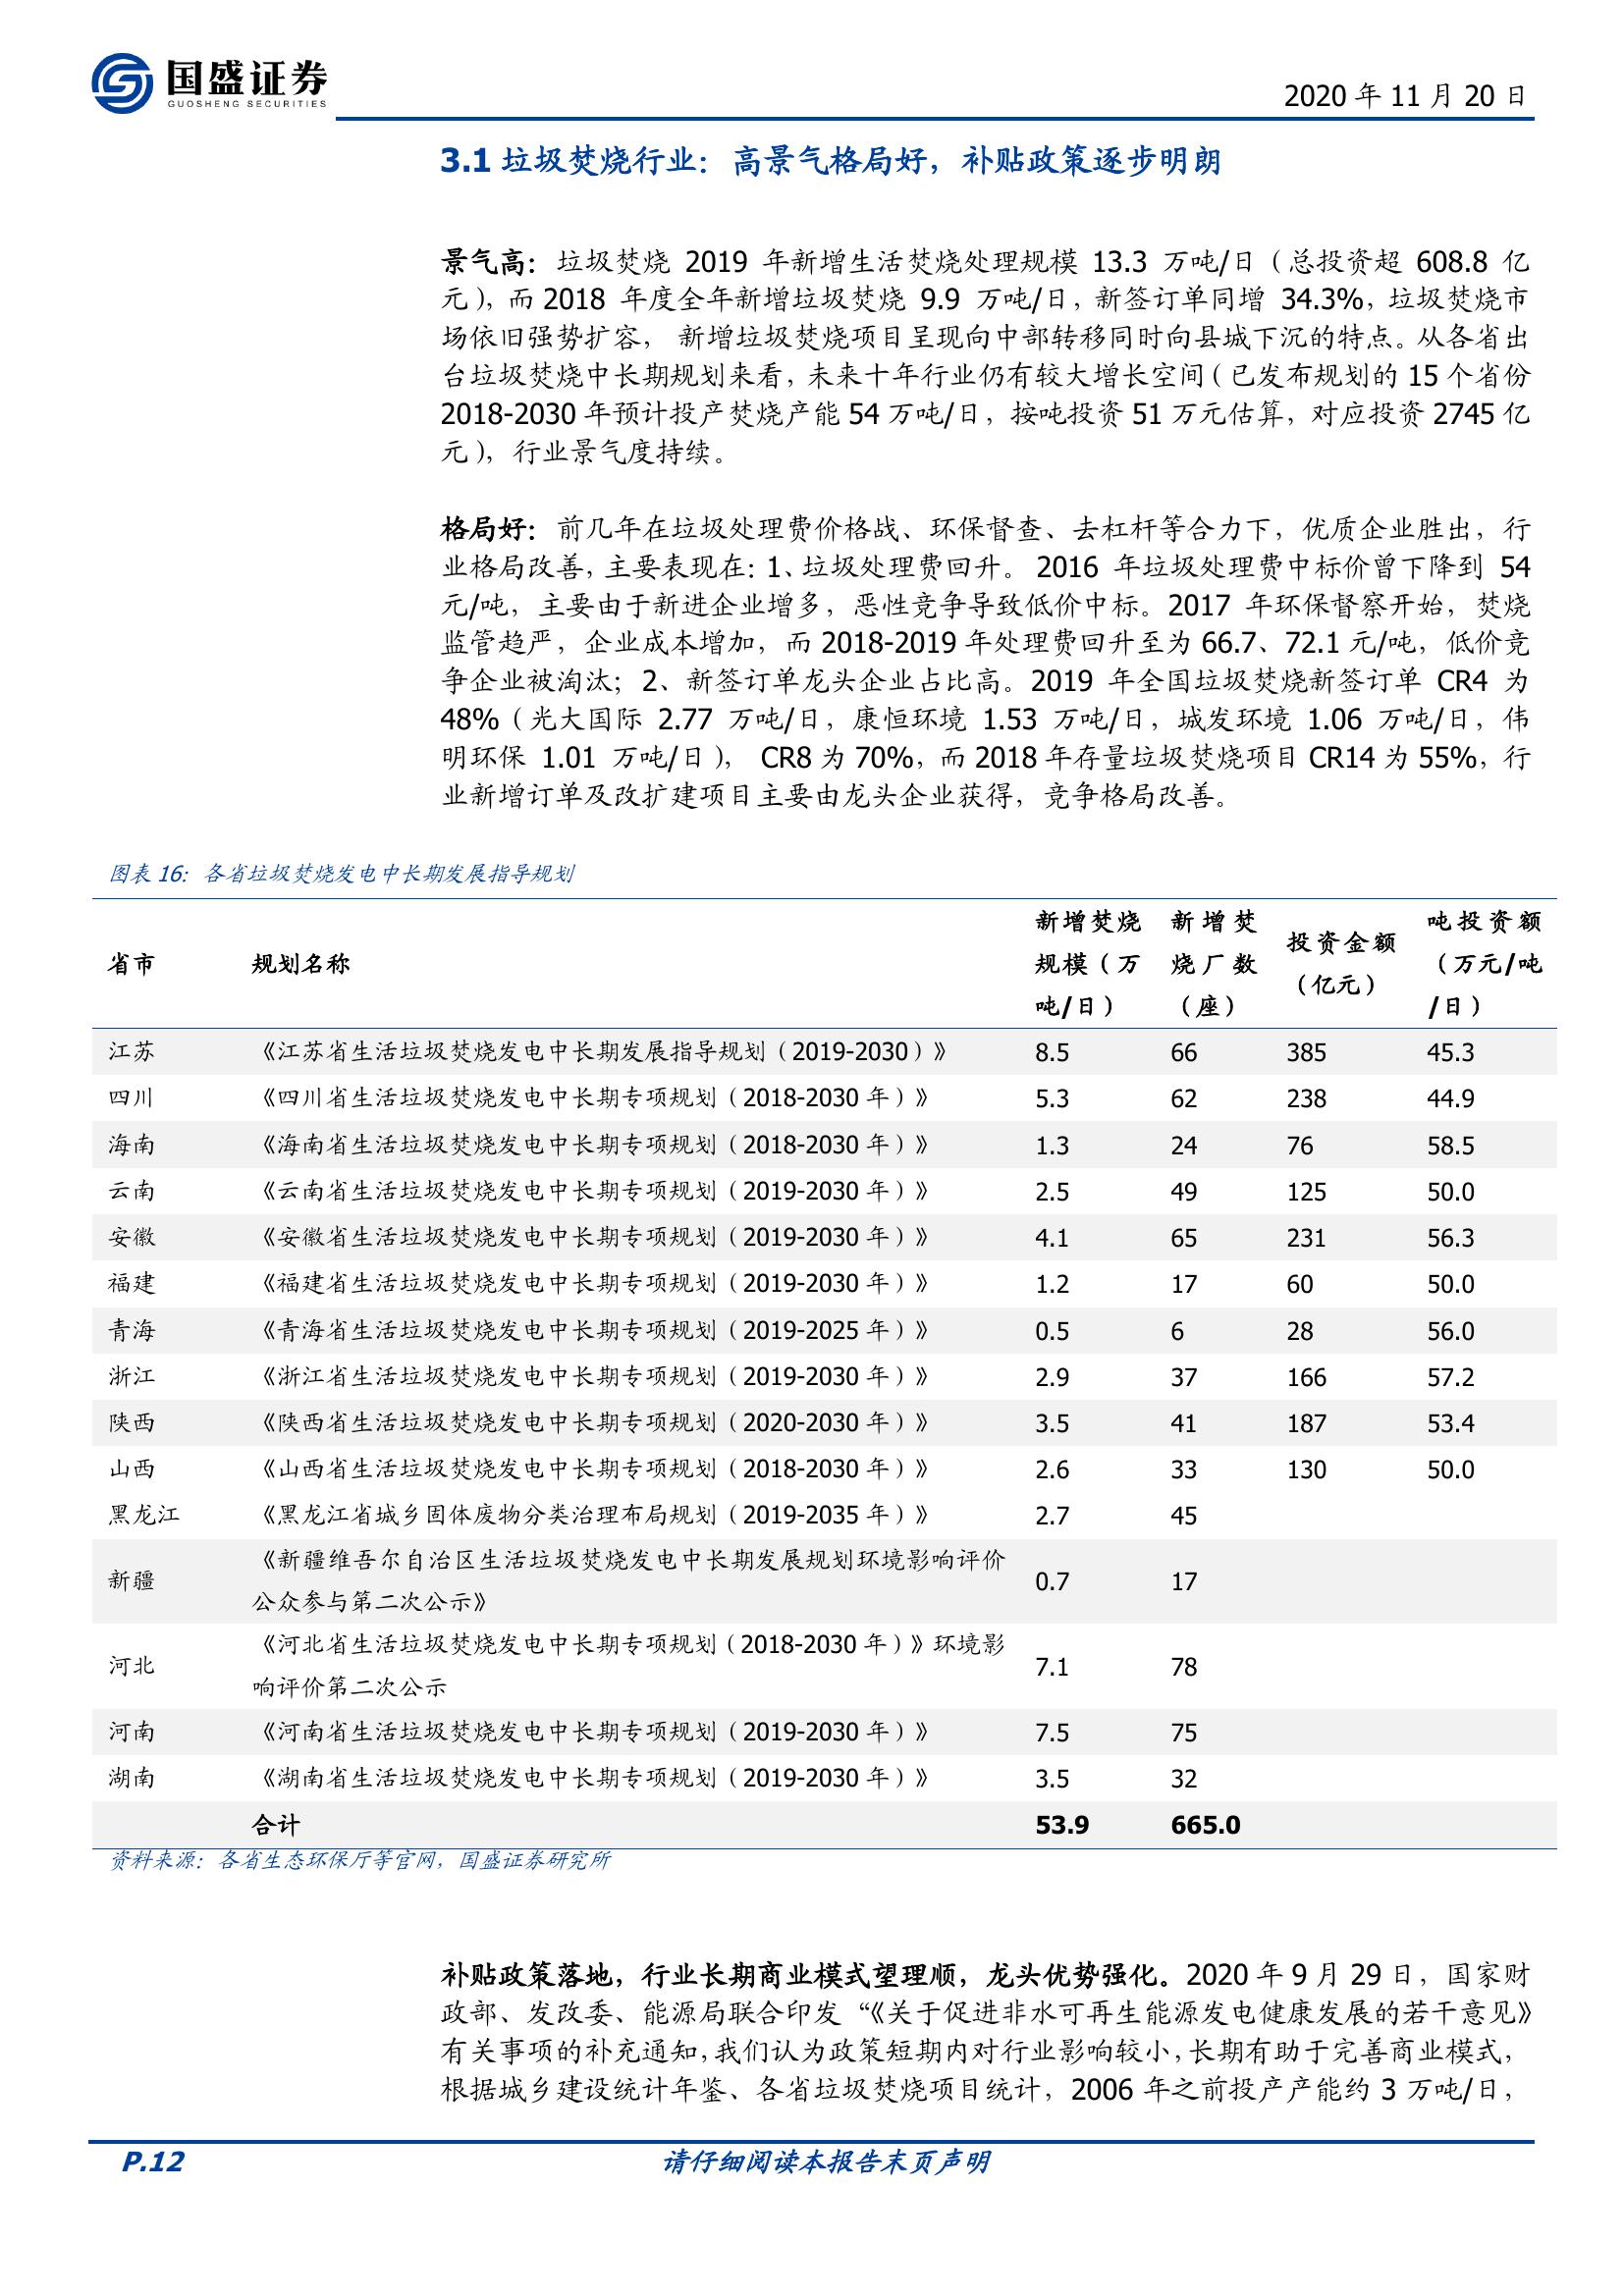 国盛证券
GUOSHENG SECURITIES
2020 年 11 月 20 日
3.1 垃圾焚烧行业：高景气格局好，补贴政策逐步明朗
景气高：垃圾焚烧 2019 年新增生活焚烧处理规模 13.3 万吨/日（总投资超 608.8 亿
元），而 2018 年度全年新增垃圾焚烧 9.9 万吨/日，新签订单同增 34.3%，垃圾焚烧市
场依旧强势扩容， 新增垃圾焚烧项目呈现向中部转移同时向县城下沉的特点。从各省出
台垃圾焚烧中长期规划来看，未来十年行业仍有较大增长空间（已发布规划的 15 个省份
2018-2030 年预计投产焚烧产能 54 万吨/日，按吨投资 51 万元估算，对应投资 2745 亿
元），行业景气度持续。
格局好：前几年在垃圾处理费价格战、环保督查、去杠杆等合力下，优质企业胜出，行
业格局改善，主要表现在：1、垃圾处理费回升。 2016 年垃圾处理费中标价曾下降到 54
元/吨，主要由于新进企业增多，恶性竞争导致低价中标。2017 年环保督察开始，焚烧
监管趋严，企业成本增加，而 2018-2019 年处理费回升至为 66.7、72.1 元/吨，低价竞
争企业被淘汰；2、新签订单龙头企业占比高。2019 年全国垃圾焚烧新签订单 CR4 为
48%（光大国际 2.77 万吨/日，康恒环境 1.53 万吨/日，城发环境 1.06 万吨/日，伟
明环保 1.01 万吨/日）， CR8 为 70%，而 2018 年存量垃圾焚烧项目 CR14 为 55%，行
业新增订单及改扩建项目主要由龙头企业获得，竞争格局改善。
图表 16：各省垃圾焚烧发电中长期发展指导规划
省市 规划名称 新增焚烧规模（万吨/日） 新增焚烧厂数（座） 投资金额（亿元） 吨投资额（万元/吨/日）
江苏 《江苏省生活垃圾焚烧发电中长期发展指导规划（2019-2030）》 8.5 66 385 45.3
四川 《四川省生活垃圾焚烧发电中长期专项规划（2018-2030 年）》 5.3 62 238 44.9
海南 《海南省生活垃圾焚烧发电中长期专项规划（2018-2030 年）》 1.3 24 76 58.5
云南 《云南省生活垃圾焚烧发电中长期专项规划（2019-2030 年）》 2.5 49 125 50.0
安徽 《安徽省生活垃圾焚烧发电中长期专项规划（2019-2030 年）》 4.1 65 231 56.3
福建 《福建省生活垃圾焚烧发电中长期专项规划（2019-2030 年）》 1.2 17 60 50.0
青海 《青海省生活垃圾焚烧发电中长期专项规划（2019-2025 年）》 0.5 6 28 56.0
浙江 《浙江省生活垃圾焚烧发电中长期专项规划（2019-2030 年）》 2.9 37 166 57.2
陕西 《陕西省生活垃圾焚烧发电中长期专项规划（2020-2030 年）》 3.5 41 187 53.4
山西 《山西省生活垃圾焚烧发电中长期专项规划（2018-2030 年）》 2.6 33 130 50.0
黑龙江 《黑龙江省城乡固体废物分类治理布局规划（2019-2035 年）》 2.7 45
新疆 《新疆维吾尔自治区生活垃圾焚烧发电中长期发展规划环境影响评价
公众参与第二次公示》 0.7 17
河北 《河北省生活垃圾焚烧发电中长期专项规划（2018-2030 年）》环境影
响评价第二次公示 7.1 78
河南 《河南省生活垃圾焚烧发电中长期专项规划（2019-2030 年）》 7.5 75
湖南 《湖南省生活垃圾焚烧发电中长期专项规划（2019-2030 年）》 3.5 32
合计 53.9 665.0
资料来源：各省生态环保厅等官网，国盛证券研究所
补贴政策落地，行业长期商业模式望理顺，龙头优势强化。2020 年 9 月 29 日，国家财
政部、发改委、能源局联合印发 “《关于促进非水可再生能源发电健康发展的若干意见》
有关事项的补充通知，我们认为政策短期内对行业影响较小，长期有助于完善商业模式，
根据城乡建设统计年鉴、各省垃圾焚烧项目统计，2006 年之前投产产能约 3 万吨/日，
P.12 请仔细阅读本报告末页声明